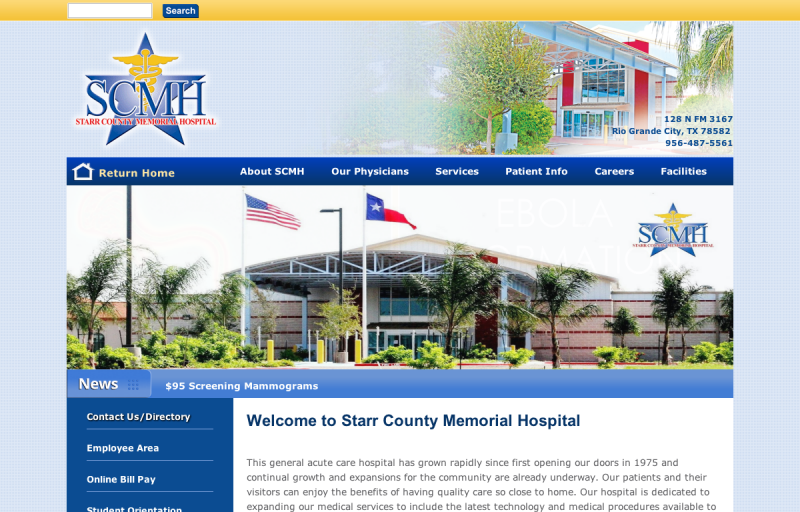 Search
SCMH
STARR COUNTY MEMORIAL HOSPITAL
128 N FM 3167
Rio Grande City, TX 78582
956-487-5561
Return Home
About SCMH
Our Physicians
Services
Patient Info
Careers
Facilities
EBOLA
SCMH
STARR COUNTY MEMORIAL HOSPITAL
News
$95 Screening Mammograms
Contact Us/Directory
Employee Area
Online Bill Pay
Student Orientation
Welcome to Starr County Memorial Hospital
This general acute care hospital has grown rapidly since first opening our doors in 1975 and
continual growth and expansions for the community are already underway. Our patients and their
visitors can enjoy the benefits of having quality care so close to home. Our hospital is dedicated to
expanding our medical services to include the latest technology and medical procedures available to